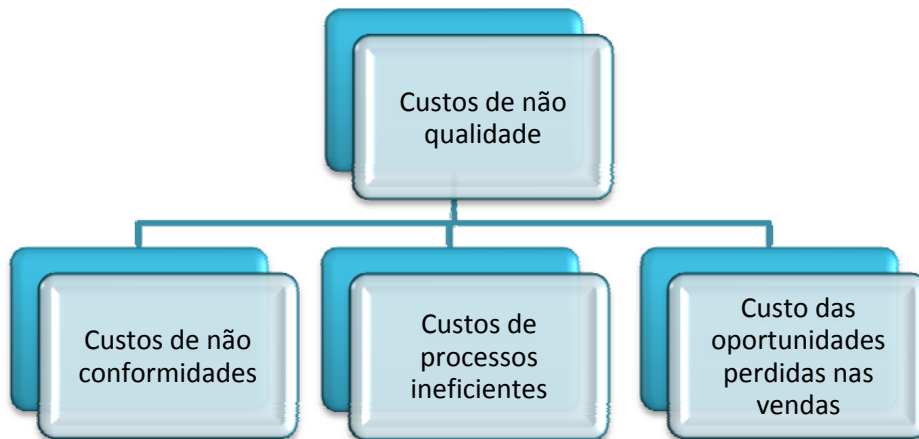 Custos de não
qualidade
Custos de não
conformidades
Custos de
processos
ineficientes
Custo das
oportunidades
perdidas nas
vendas